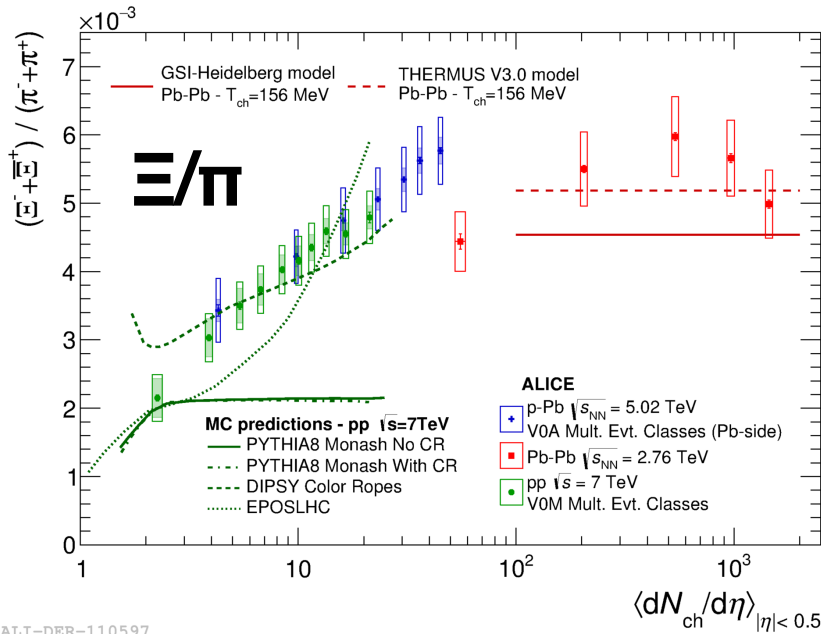 ×10⁻³
(Ξ⁻+Ξ̅⁺) / (π⁻+π⁺)
7
6
5
4
3
2
1
0
GSI-Heidelberg model
Pb-Pb - T_ch=156 MeV
THERMUS V3.0 model
Pb-Pb - T_ch=156 MeV
Ξ/π
MC predictions - pp √s=7TeV
PYTHIA8 Monash No CR
PYTHIA8 Monash With CR
DIPSY Color Ropes
EPOSLHC
ALICE
p-Pb √s_NN = 5.02 TeV
V0A Mult. Evt. Classes (Pb-side)
Pb-Pb √s_NN = 2.76 TeV
pp √s = 7 TeV
V0M Mult. Evt. Classes
1 10 10² 10³
⟨dN_ch/dη⟩_|η|< 0.5
ALI-DER-110597